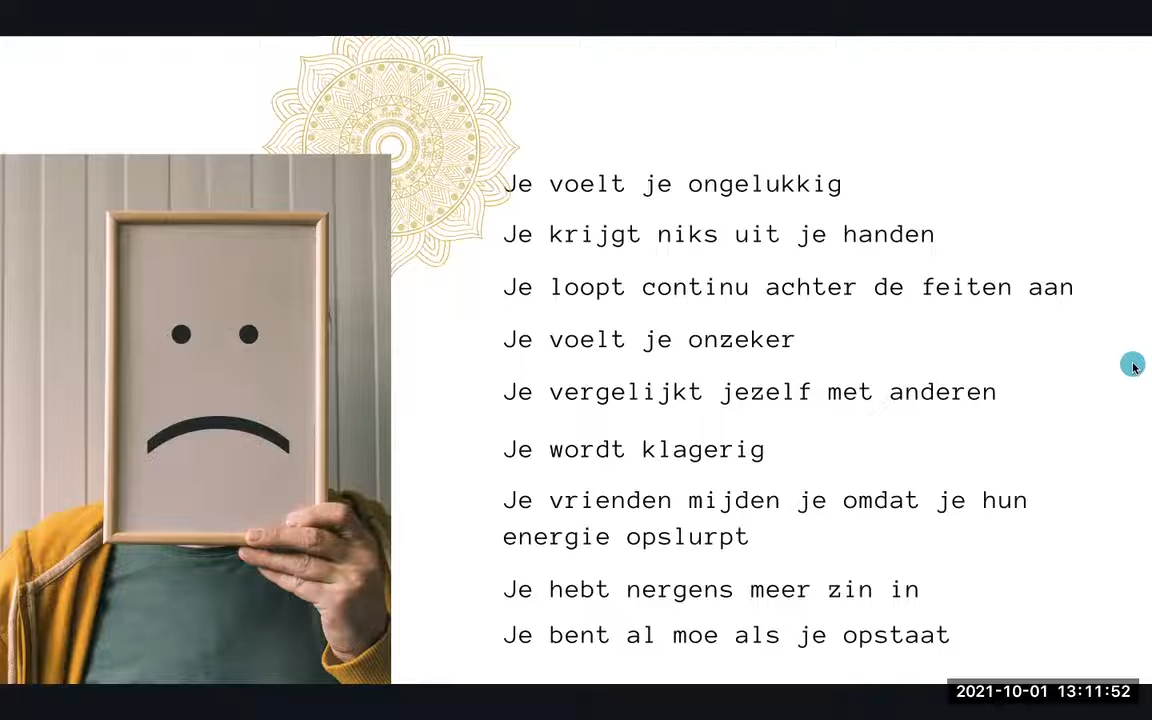 Je voelt je ongelukkig
Je krijgt niks uit je handen
Je loopt continu achter de feiten aan
Je voelt je onzeker
Je vergelijkt jezelf met anderen
Je wordt klagerig
Je vrienden mijden je omdat je hun
energie opslurpt
Je hebt nergens meer zin in
Je bent al moe als je opstaat
2021-10-01 13:11:52